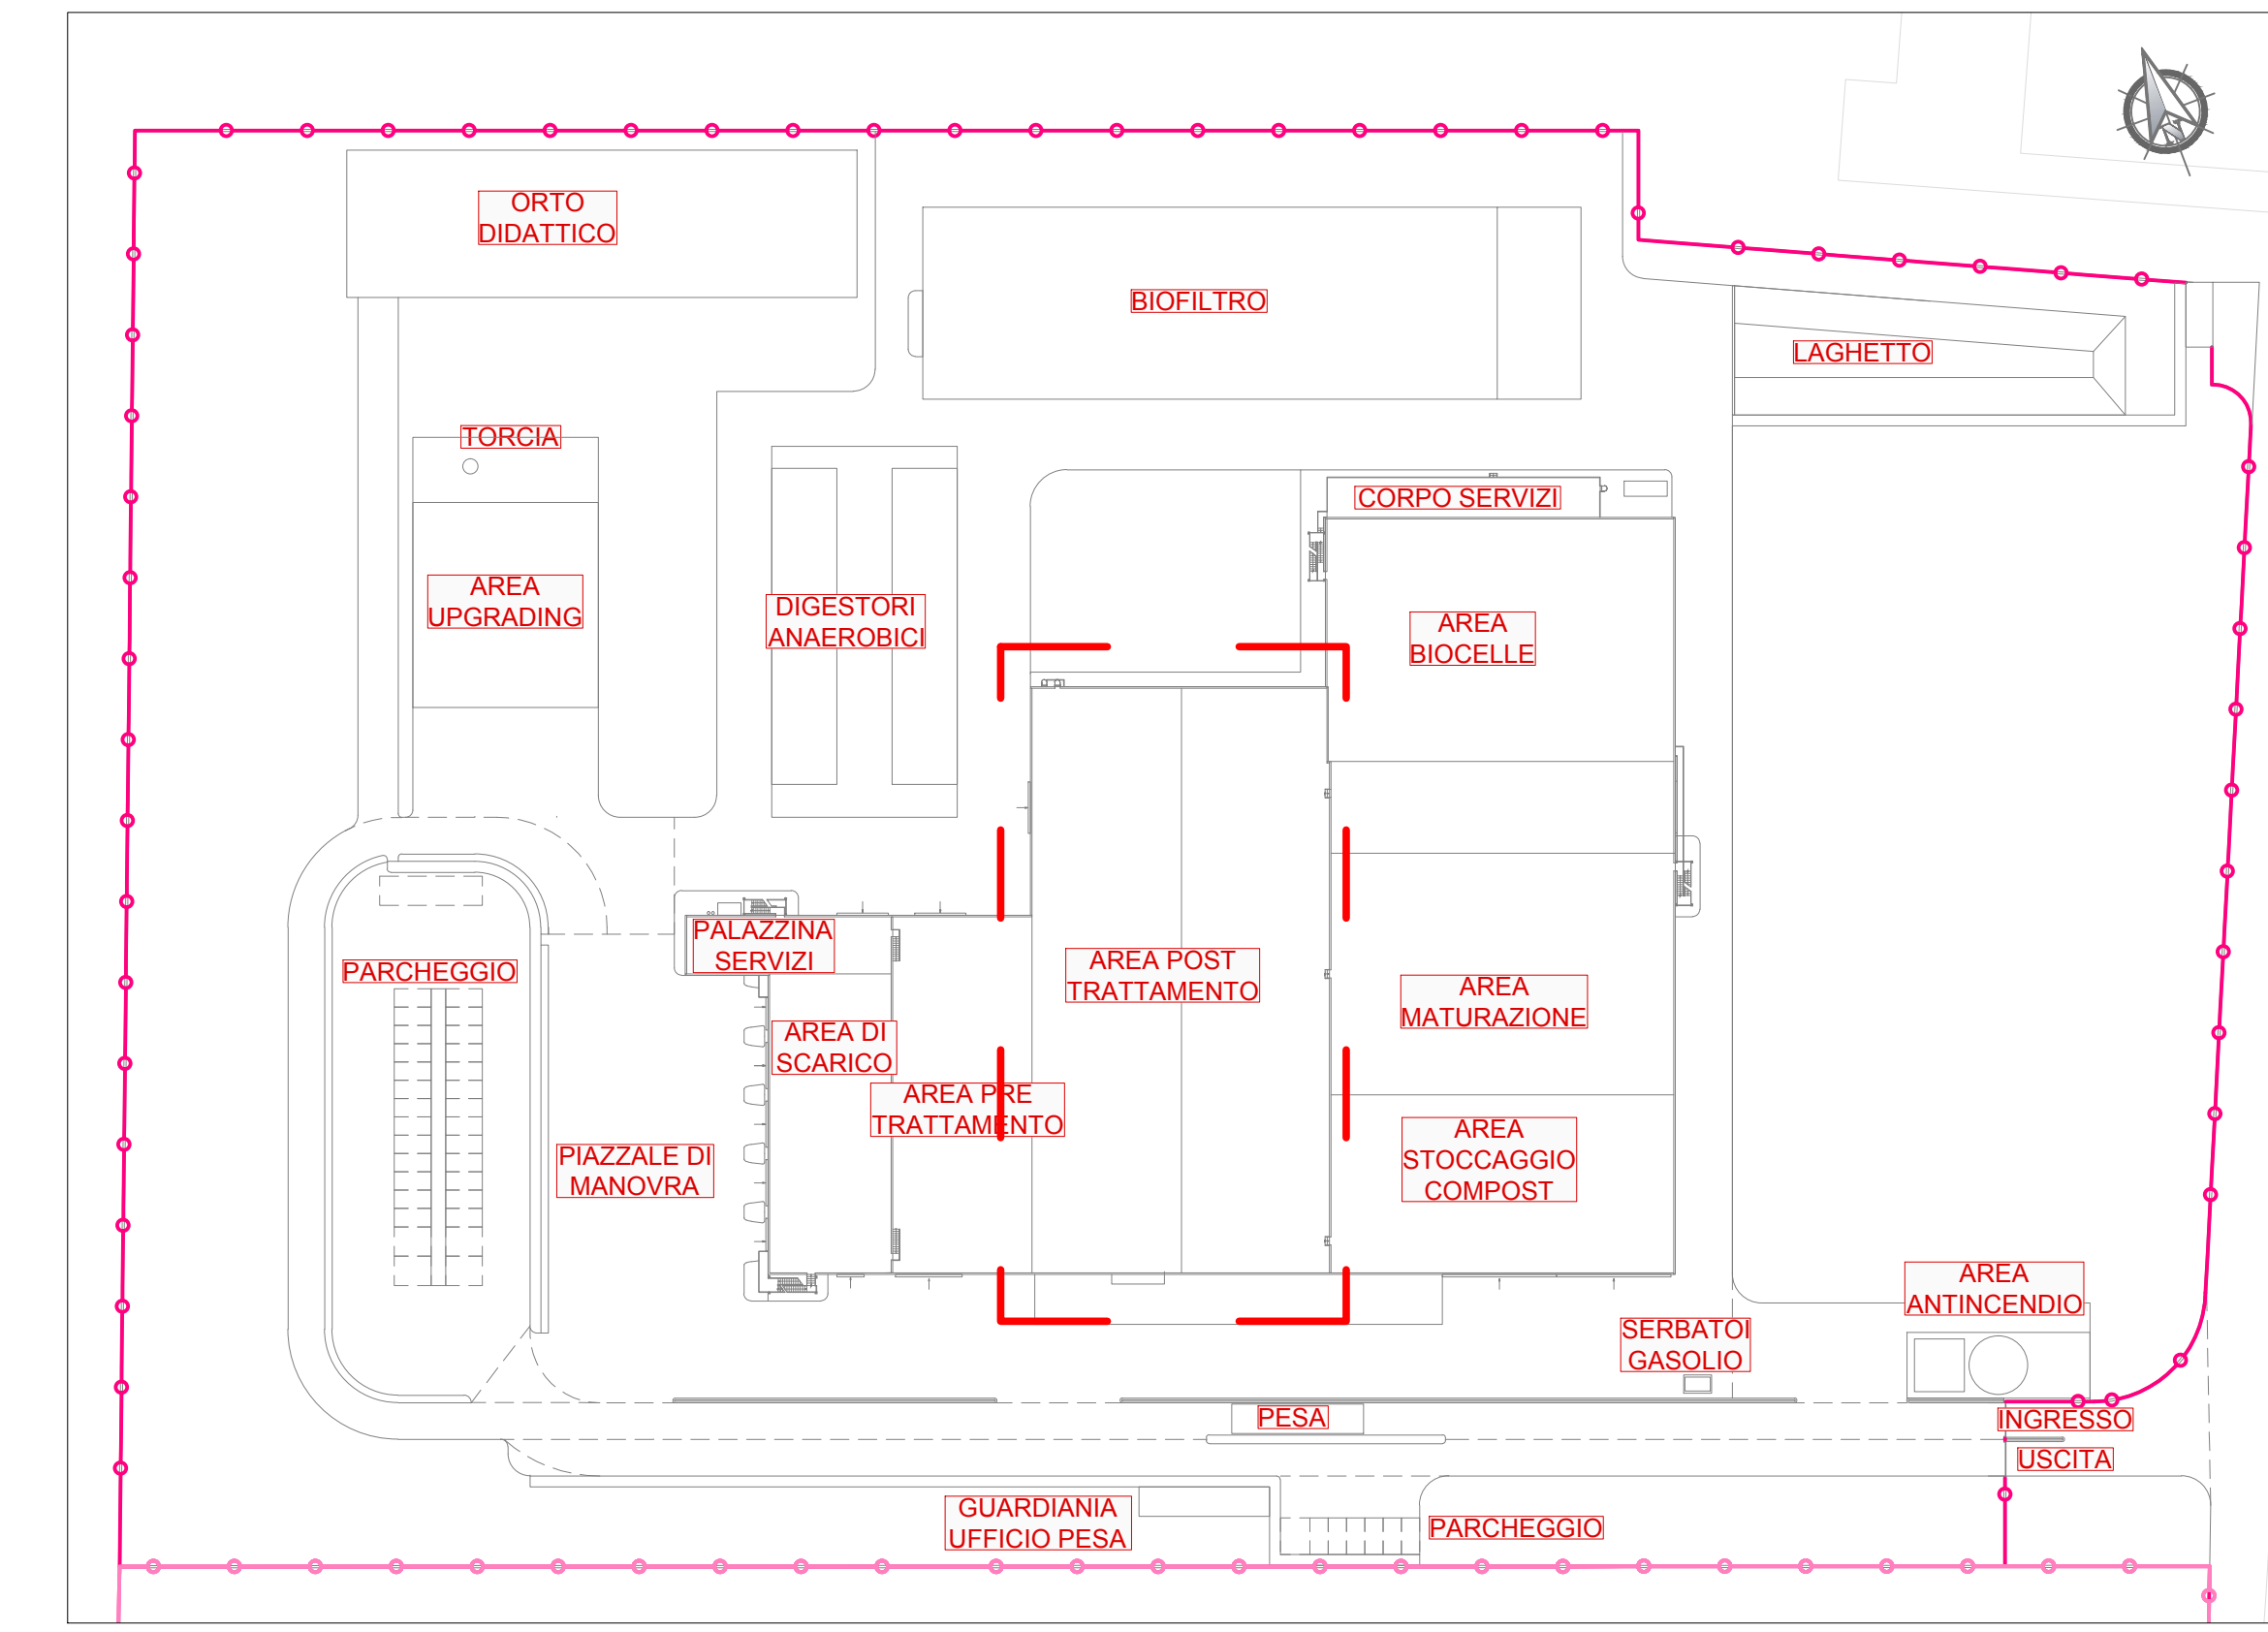 ORTO
DIDATTICO
BIOFILTRO
LAGHETTO
TORCIA
CORPO SERVIZI
AREA
UPGRADING
DIGESTORI
ANAEROBICI
AREA
BIOCELLE
PALAZZINA
SERVIZI
PARCHEGGIO
AREA POST
TRATTAMENTO
AREA
MATURAZIONE
AREA DI
SCARICO
AREA PRE
TRATTAMENTO
PIAZZALE DI
MANOVRA
AREA
STOCCAGGIO
COMPOST
AREA
ANTINCENDIO
SERBATOI
GASOLIO
PESA
INGRESSO
USCITA
GUARDIANIA
UFFICIO PESA
PARCHEGGIO
N